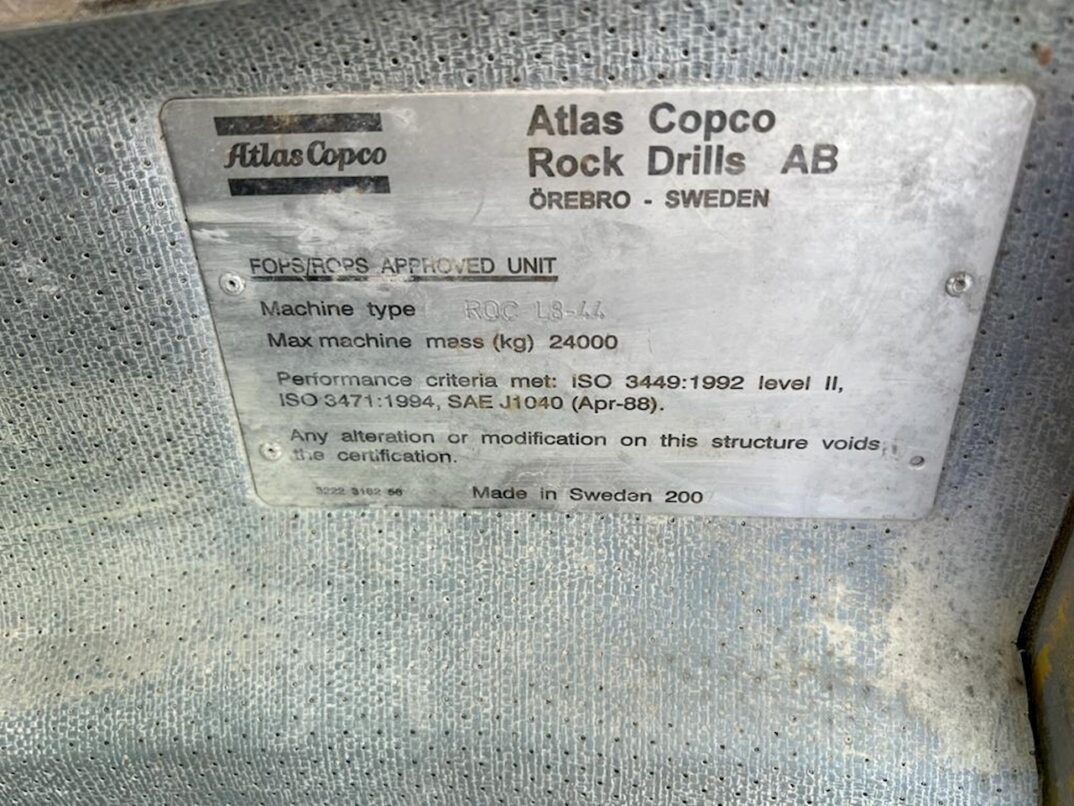 Atlas Copco
Atlas Copco
Rock Drills AB
ÖREBRO - SWEDEN
FOPS/ROPS APPROVED UNIT
Machine type ROC L8-44
Max machine mass (kg) 24000
Performance criteria met: ISO 3449:1992 level II,
ISO 3471:1994, SAE J1040 (Apr-88).
Any alteration or modification on this structure voids
the certification.
Made in Sweden 200